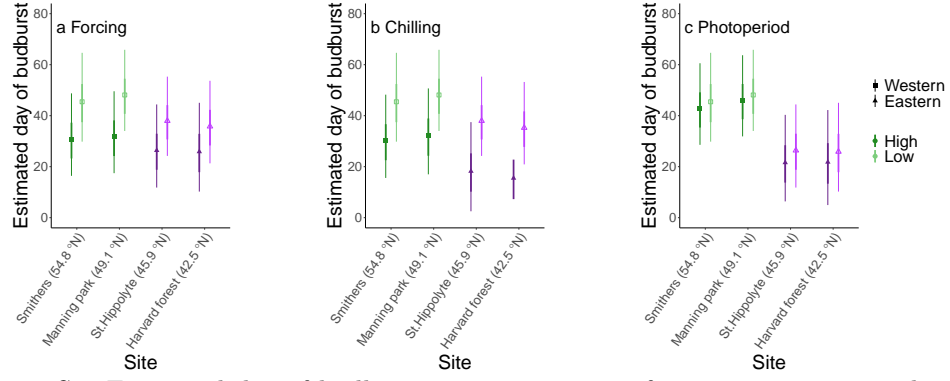 a Forcing
Estimated day of budburst
80
60
40
20
0
Smithers (54.8 °N)
Manning park (49.1 °N)
St.Hippolyte (45.9 °N)
Harvard forest (42.5 °N)
Site
b Chilling
Estimated day of budburst
80
60
40
20
0
Smithers (54.8 °N)
Manning park (49.1 °N)
St.Hippolyte (45.9 °N)
Harvard forest (42.5 °N)
Site
c Photoperiod
Estimated day of budburst
80
60
40
20
0
Smithers (54.8 °N)
Manning park (49.1 °N)
St.Hippolyte (45.9 °N)
Harvard forest (42.5 °N)
Site
Western
Eastern
High
Low